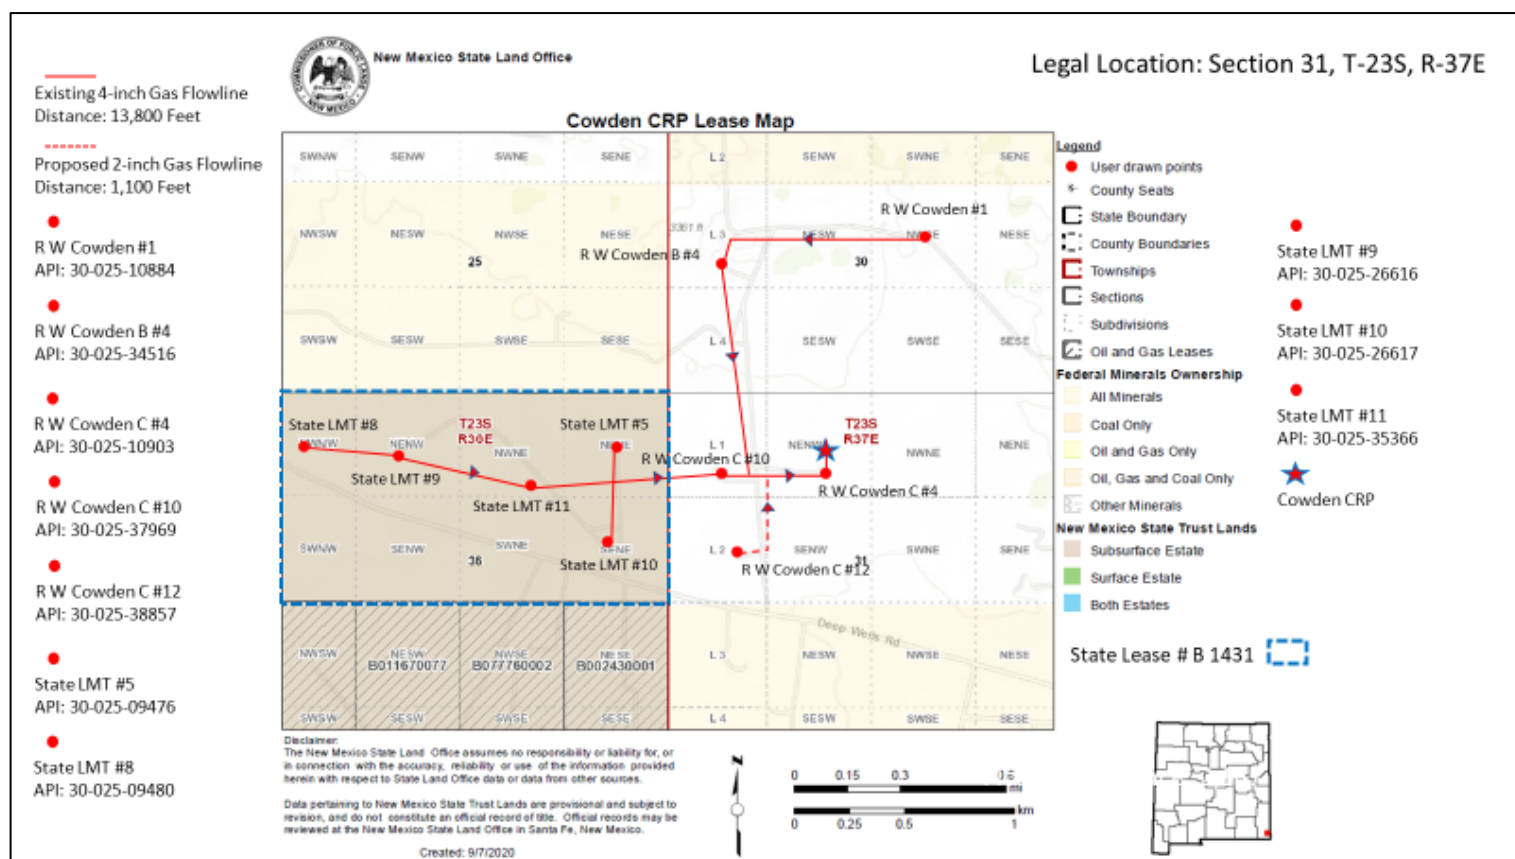 New Mexico State Land Office
Legal Location: Section 31, T-23S, R-37E
Existing 4-inch Gas Flowline
Distance: 13,800 Feet
Proposed 2-inch Gas Flowline
Distance: 1,100 Feet
R W Cowden #1
API: 30-025-10884
R W Cowden B #4
API: 30-025-34516
R W Cowden C #4
API: 30-025-10903
R W Cowden C #10
API: 30-025-37969
R W Cowden C #12
API: 30-025-38857
State LMT #5
API: 30-025-09476
State LMT #8
API: 30-025-09480
COMMISSIONER OF PUBLIC LANDS
NEW MEXICO
Cowden CRP Lease Map
SWNW SENW SWNE SENE L 2 SENW SWNE SENE
R W Cowden #1
NWSW NESW NWSE NESE 3361 ft L 3 NESW NWSE NESE
R W Cowden B #4
25 30
SWSW SESW SWSE SESE L 4 SESW SWSE SESE
State LMT #8 T23S State LMT #5 T23S
R36E R37E
NWNW NENW NWNE NENE L 1 NENW NWNE NENE
R W Cowden C #10
State LMT #9 R W Cowden C #4
State LMT #11
SWNW SENW SWNE SENE L 2 SENW SWNE SENE
36 31
State LMT #10 R W Cowden C #12
Deep Wells Rd
NWSW NESW NWSE NESE L 3 NESW NWSE NESE
B011670077 B077760002 B002430001
SWSW SESW SWSE SESE L 4 SESW SWSE SESE
Disclaimer:
The New Mexico State Land Office assumes no responsibility or liability for, or
in connection with the accuracy, reliability or use of the information provided
herein with respect to State Land Office data or data from other sources.
Data pertaining to New Mexico State Trust Lands are provisional and subject to
revision, and do not constitute an official record of title. Official records may be
reviewed at the New Mexico State Land Office in Santa Fe, New Mexico.
Created: 9/7/2020
N
0 0.15 0.3 0.6
mi
km
0 0.25 0.5 1
Legend
User drawn points
County Seats
State Boundary
County Boundaries
Townships
Sections
Subdivisions
Oil and Gas Leases
Federal Minerals Ownership
All Minerals
Coal Only
Oil and Gas Only
Oil, Gas and Coal Only
Other Minerals
New Mexico State Trust Lands
Subsurface Estate
Surface Estate
Both Estates
State Lease # B 1431
State LMT #9
API: 30-025-26616
State LMT #10
API: 30-025-26617
State LMT #11
API: 30-025-35366
Cowden CRP